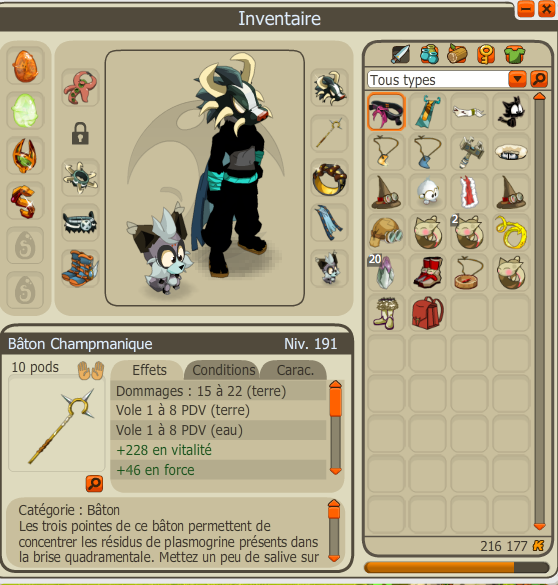 Inventaire
Tous types
2
20
Bâton Champmanique Niv. 191
10 pods
Effets Conditions Carac.
Dommages : 15 à 22 (terre)
Vole 1 à 8 PDV (terre)
Vole 1 à 8 PDV (eau)
+228 en vitalité
+46 en force
Catégorie : Bâton
Les trois pointes de ce bâton permettent de
concentrer les résidus de plasmogrine présents dans
la brise quadramentale. Mettez un peu de salive sur
216 177 K